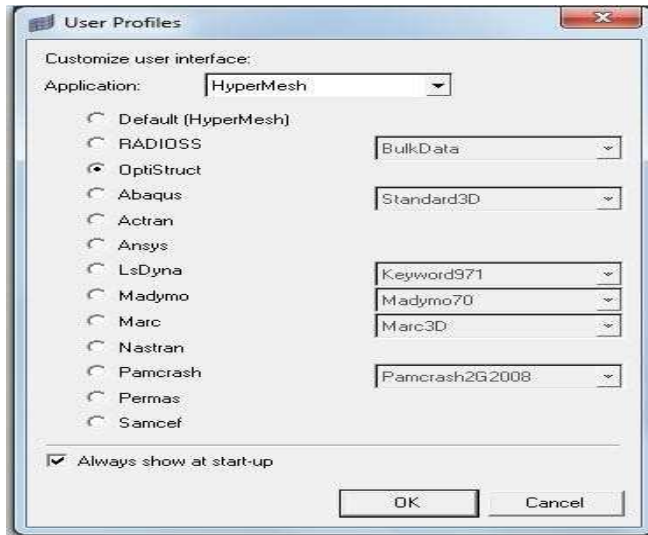 User Profiles
Customize user interface:
Application: HyperMesh
Default (HyperMesh)
RADIOSS BulkData
OptiStruct
Abaqus Standard3D
Actran
Ansys
LsDyna Keyword971
Madymo Madymo70
Marc Marc3D
Nastran
Pamcrash Pamcrash2G2008
Permas
Samcef
Always show at start-up
OK Cancel